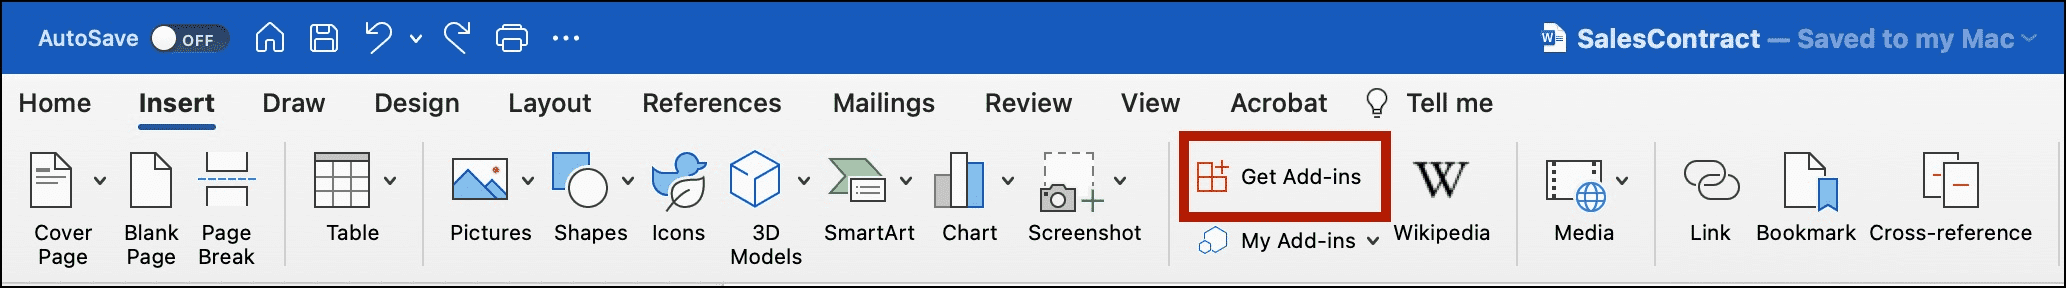 AutoSave OFF
SalesContract — Saved to my Mac
Home Insert Draw Design Layout References Mailings Review View Acrobat Tell me
Get Add-ins
Cover Page
Blank Page
Page Break
Table
Pictures
Shapes
Icons
3D Models
SmartArt
Chart
Screenshot
My Add-ins
W
Wikipedia
Media
Link
Bookmark
Cross-reference